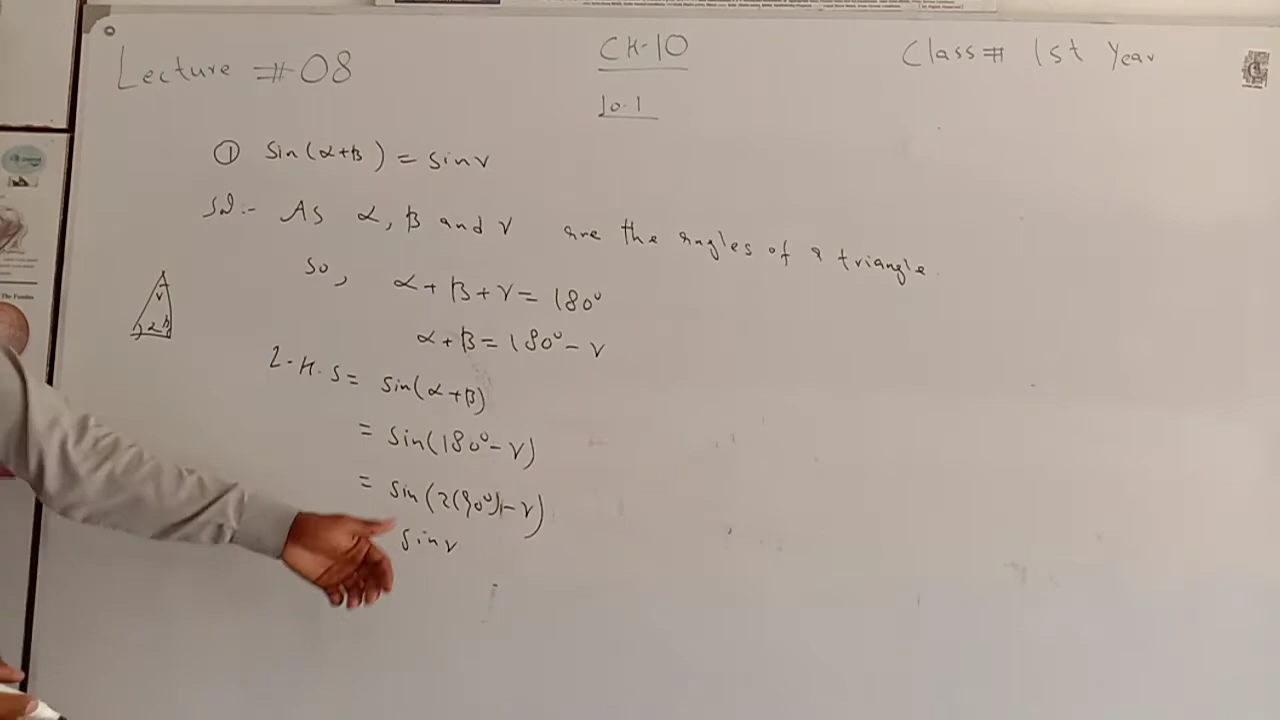 Lecture #08
CH-10
Class# 1st Year
10.1
① Sin(α+β) = sinγ
Sol:- As α, β and γ are the angles of a triangle.
So, α+β+γ=180°
α+β=180°-γ
L.H.S= sin(α+β)
= sin(180°-γ)
= sin(2(90°)-γ)
sinγ